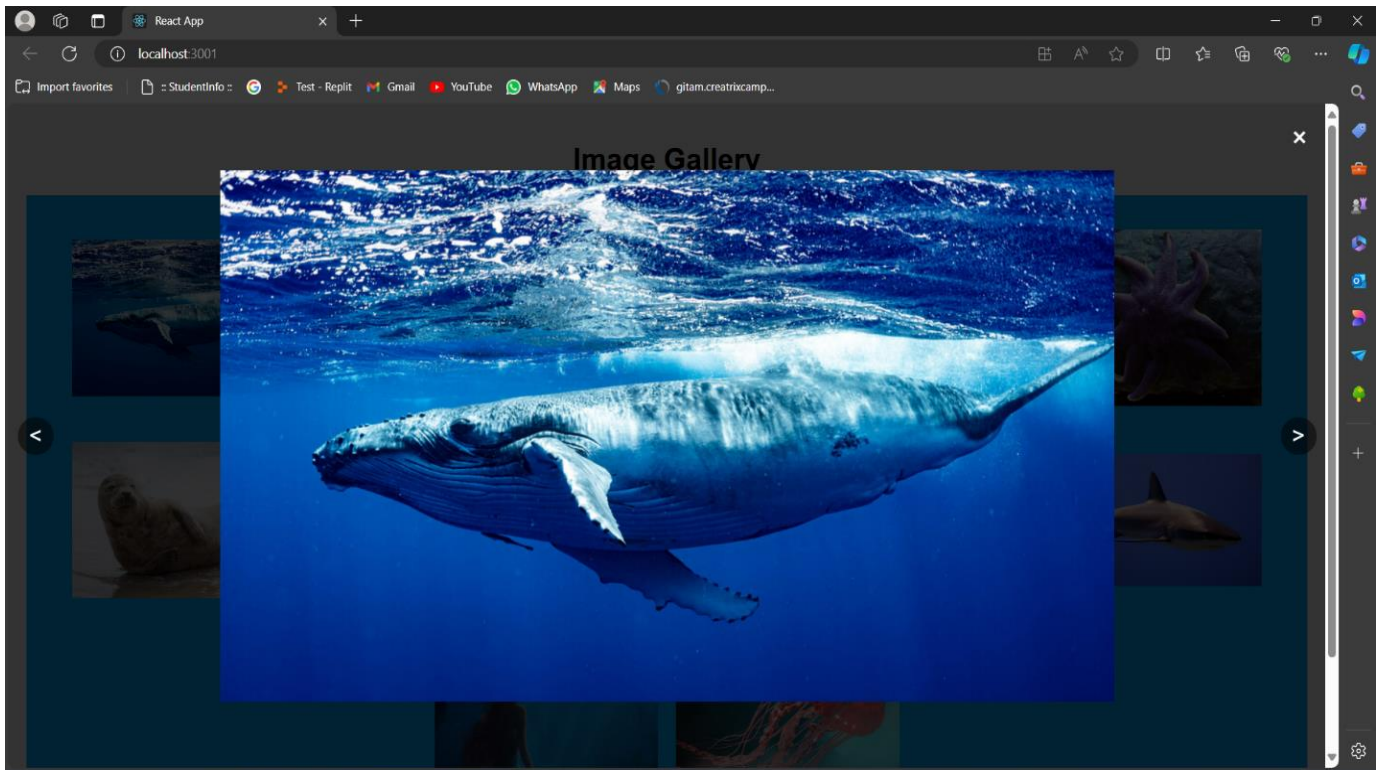 React App
localhost:3001
Import favorites :: StudentInfo :: Test - Replit Gmail YouTube WhatsApp Maps gitam.creatrixcamp...
Image Gallery